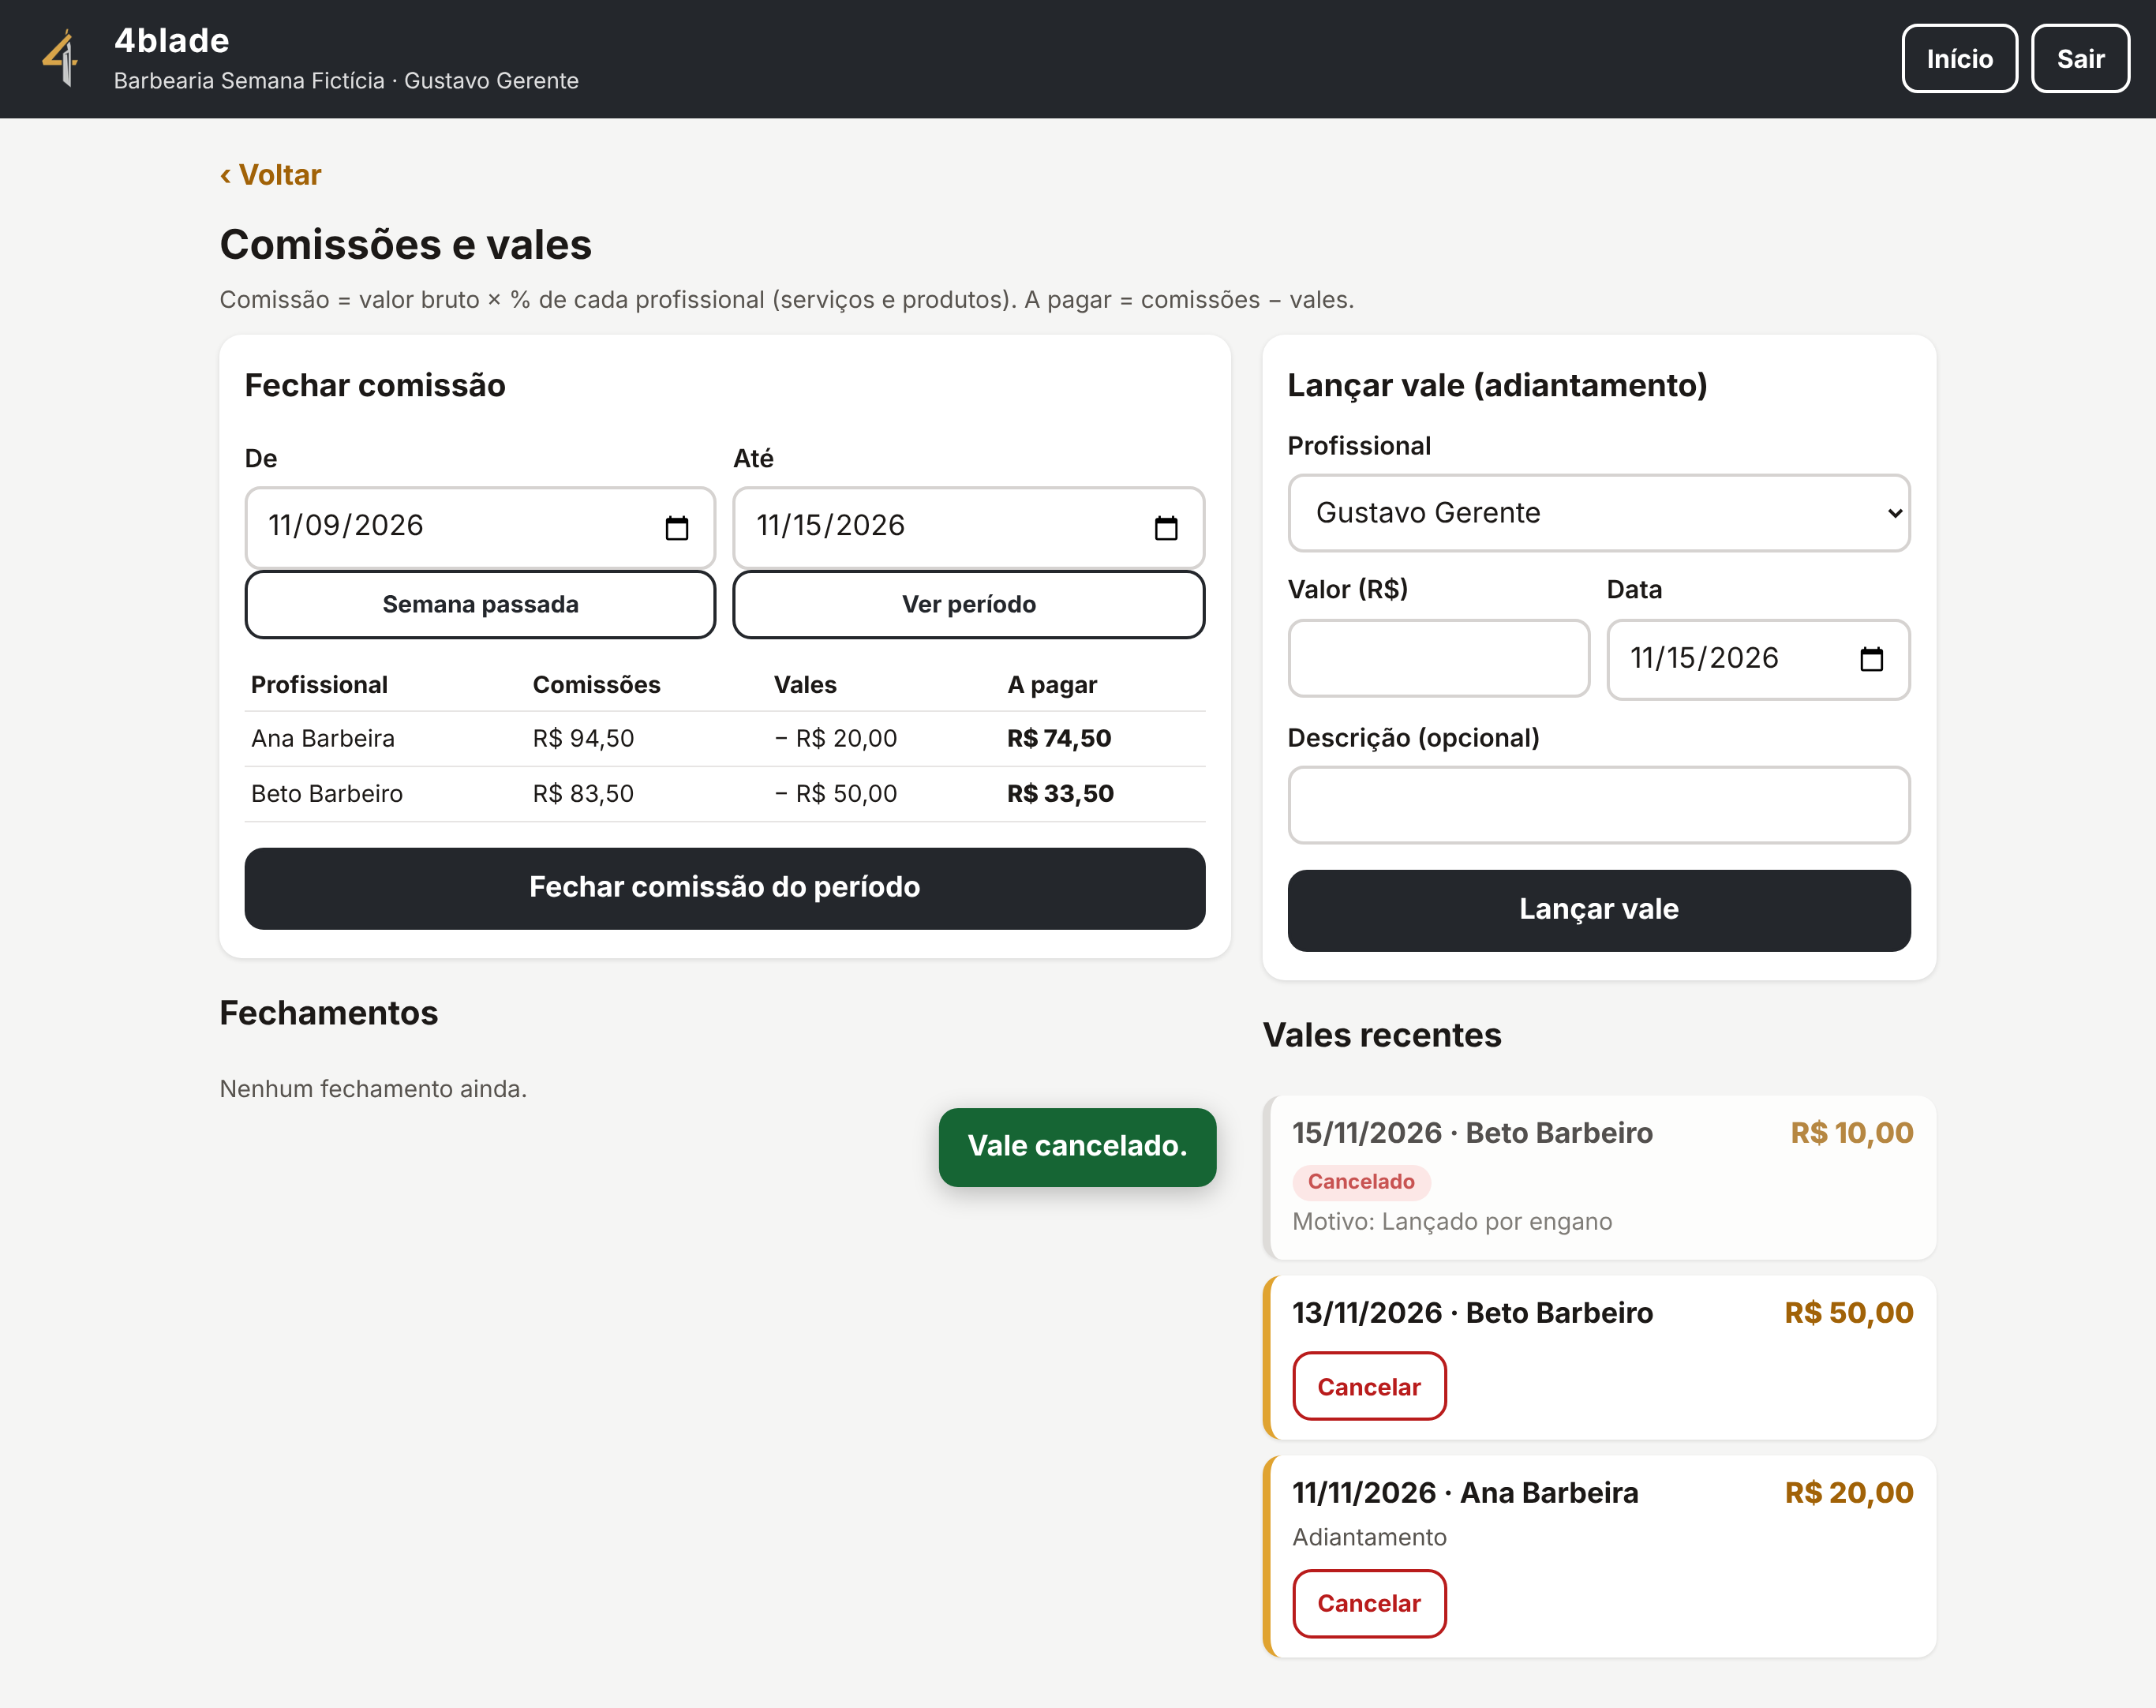 4blade
Barbearia Semana Fictícia · Gustavo Gerente
Início
Sair
‹ Voltar
Comissões e vales
Comissão = valor bruto × % de cada profissional (serviços e produtos). A pagar = comissões − vales.
Fechar comissão
De
Até
11/09/2026
11/15/2026
Semana passada
Ver período
Profissional Comissões Vales A pagar
Ana Barbeira R$ 94,50 − R$ 20,00 R$ 74,50
Beto Barbeiro R$ 83,50 − R$ 50,00 R$ 33,50
Fechar comissão do período
Fechamentos
Nenhum fechamento ainda.
Vale cancelado.
Lançar vale (adiantamento)
Profissional
Gustavo Gerente
Valor (R$)
Data
11/15/2026
Descrição (opcional)
Lançar vale
Vales recentes
15/11/2026 · Beto Barbeiro R$ 10,00
Cancelado
Motivo: Lançado por engano
13/11/2026 · Beto Barbeiro R$ 50,00
Cancelar
11/11/2026 · Ana Barbeira R$ 20,00
Adiantamento
Cancelar